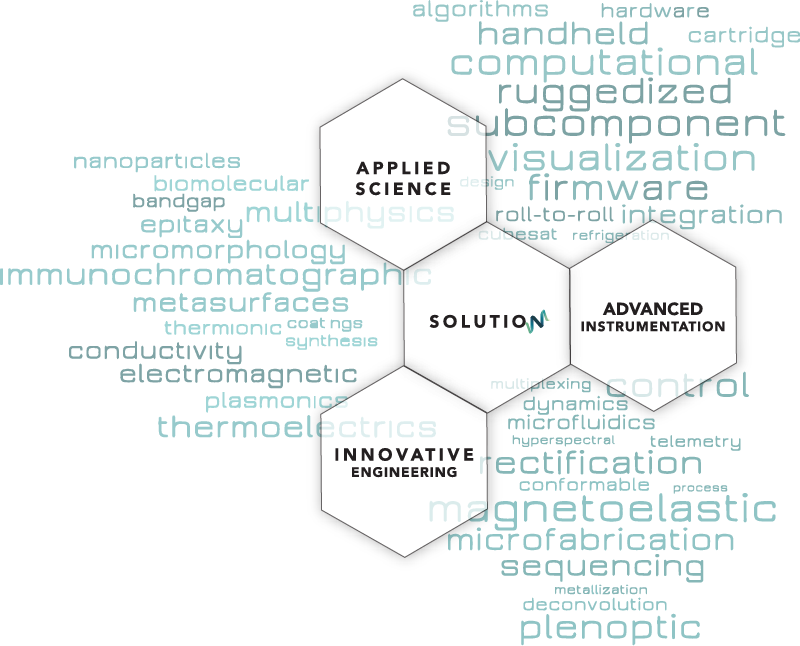 algorithms
hardware
handheld
cartridge
computational
ruggedized
subcomponent
visualization
design
firmware
roll-to-roll integration
cubesat
refrigeration
APPLIED
SCIENCE
nanoparticles
biomolecular
bandgap
multiphysics
epitaxy
micromorphology
immunochromatographic
metasurfaces
thermionic
coatings
synthesis
conductivity
electromagnetic
plasmonics
thermoelectrics
SOLUTION
ADVANCED
INSTRUMENTATION
multiplexing
control
dynamics
microfluidics
hyperspectral
telemetry
INNOVATIVE
ENGINEERING
rectification
conformable
process
magnetoelastic
microfabrication
sequencing
metallization
deconvolution
plenoptic